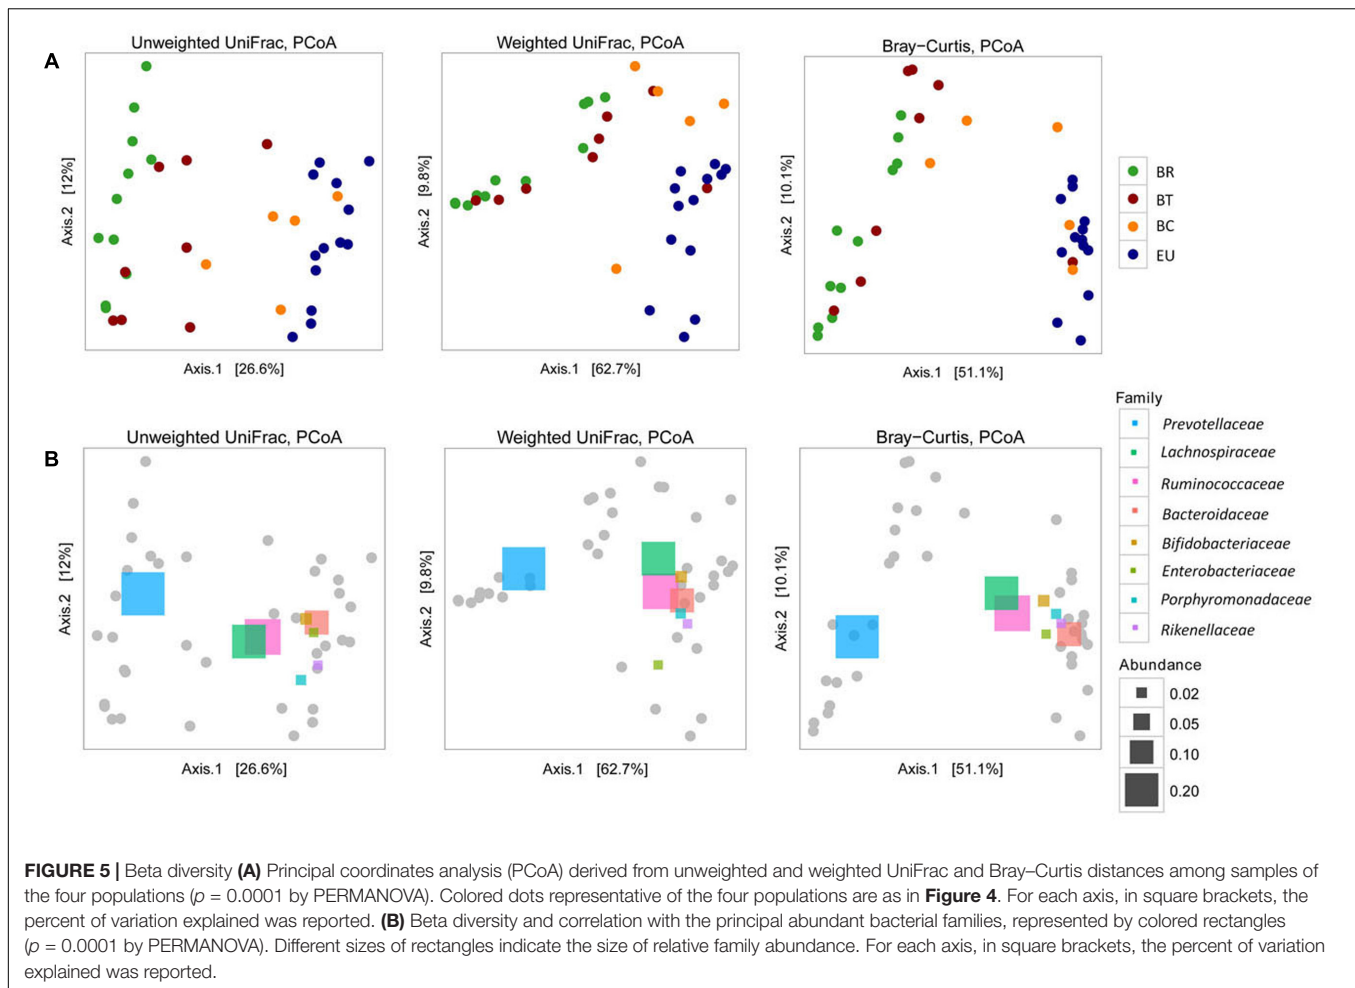 A
Unweighted UniFrac, PCoA
Axis.2 [12%]
Axis.1 [26.6%]
Weighted UniFrac, PCoA
Axis.2 [9.8%]
Axis.1 [62.7%]
Bray–Curtis, PCoA
Axis.2 [10.1%]
Axis.1 [51.1%]
BR
BT
BC
EU
B
Unweighted UniFrac, PCoA
Axis.2 [12%]
Axis.1 [26.6%]
Weighted UniFrac, PCoA
Axis.2 [9.8%]
Axis.1 [62.7%]
Bray–Curtis, PCoA
Axis.2 [10.1%]
Axis.1 [51.1%]
Family
Prevotellaceae
Lachnospiraceae
Ruminococcaceae
Bacteroidaceae
Bifidobacteriaceae
Enterobacteriaceae
Porphyromonadaceae
Rikenellaceae
Abundance
0.02
0.05
0.10
0.20
FIGURE 5 | Beta diversity (A) Principal coordinates analysis (PCoA) derived from unweighted and weighted UniFrac and Bray–Curtis distances among samples of
the four populations (p = 0.0001 by PERMANOVA). Colored dots representative of the four populations are as in Figure 4. For each axis, in square brackets, the
percent of variation explained was reported. (B) Beta diversity and correlation with the principal abundant bacterial families, represented by colored rectangles
(p = 0.0001 by PERMANOVA). Different sizes of rectangles indicate the size of relative family abundance. For each axis, in square brackets, the percent of variation
explained was reported.